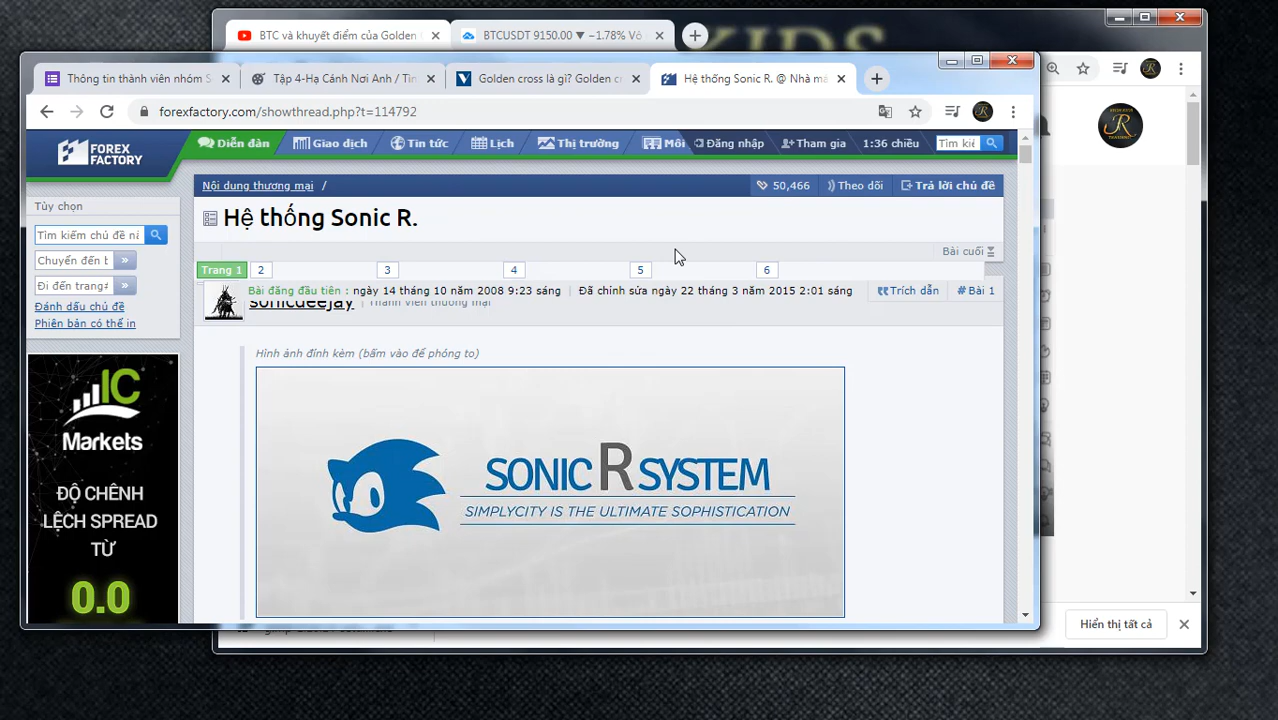 BTC và khuyết điểm của Golden
BTCUSDT 9150.00 ▼ −1.78% Vô
Thông tin thành viên nhóm S
Tập 4-Hạ Cánh Nơi Anh / Tìn
Golden cross là gì? Golden c
Hệ thống Sonic R. @ Nhà mà
forexfactory.com/showthread.php?t=114792
FOREX
FACTORY
Diễn đàn
Giao dịch
Tin tức
Lịch
Thị trường
Môi
Đăng nhập
Tham gia
1:36 chiều
Tìm kiế
Nội dung thương mại /
50,466
Theo dõi
Trả lời chủ đề
Tùy chọn
Tìm kiếm chủ đề nà
Chuyển đến b »
Đi đến trang# »
Đánh dấu chủ đề
Phiên bản có thể in
Hệ thống Sonic R.
Bài cuối
Trang 1 2 3 4 5 6
Bài đăng đầu tiên : ngày 14 tháng 10 năm 2008 9:23 sáng | Đã chỉnh sửa ngày 22 tháng 3 năm 2015 2:01 sáng
Trích dẫn
# Bài 1
sonicdeejay | Thành viên thương mại
Hình ảnh đính kèm (bấm vào để phóng to)
SONIC R SYSTEM
SIMPLYCITY IS THE ULTIMATE SOPHISTICATION
IC
Markets
ĐỘ CHÊNH
LỆCH SPREAD
TỪ
0.0
R
Hiển thị tất cả